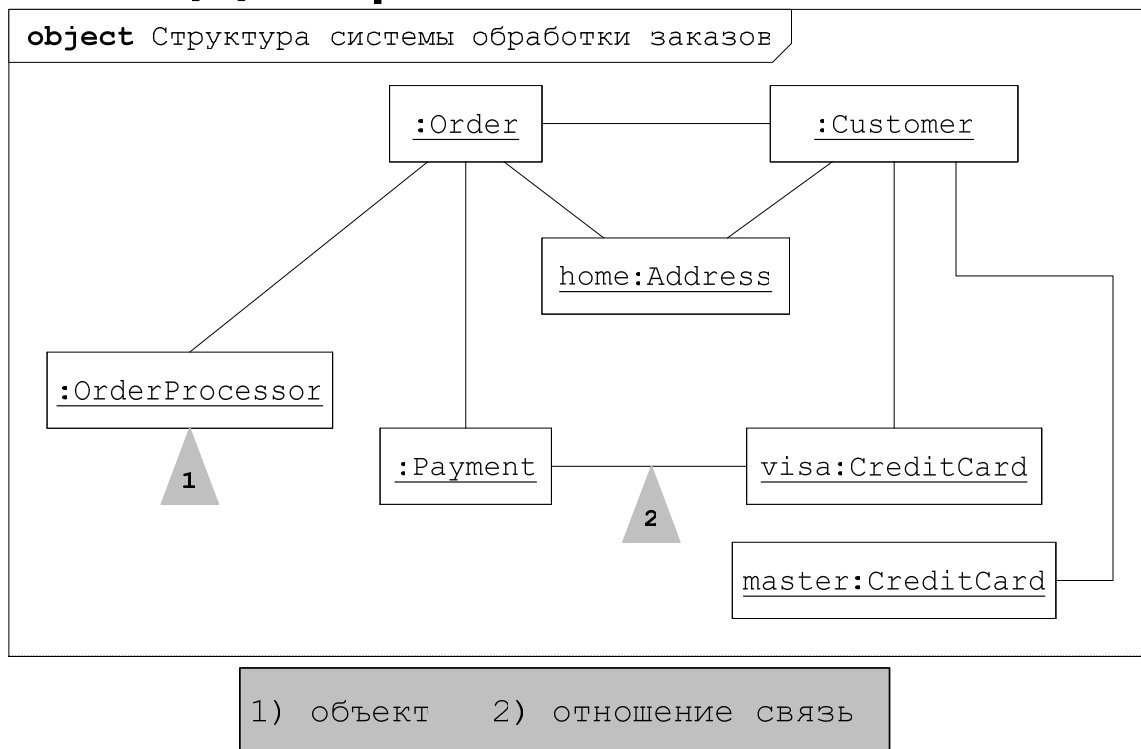 object Структура системы обработки заказов
:Order
:Customer
home:Address
:OrderProcessor
:Payment
visa:CreditCard
1
2
master:CreditCard
1) объект 2) отношение связь